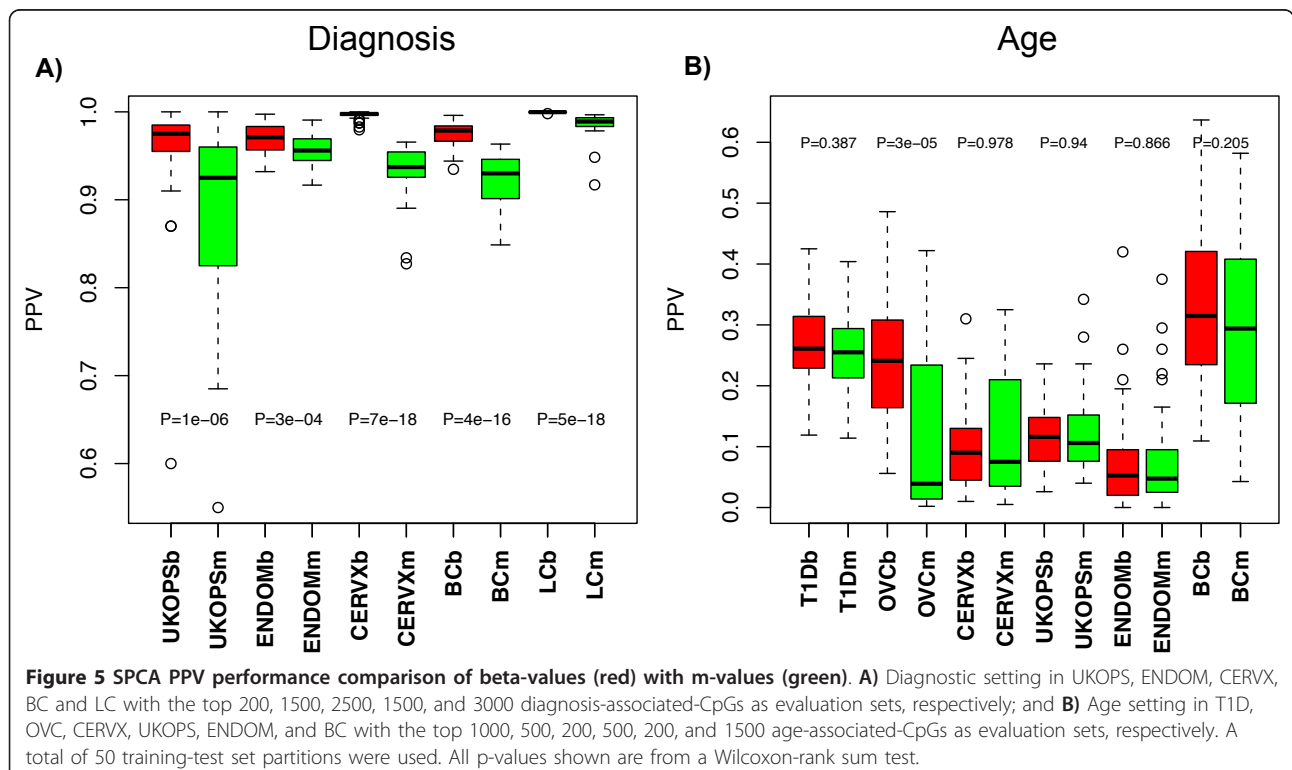 Diagnosis
Age
A)
B)
PPV
1.0
0.9
0.8
0.7
0.6
P=1e-06
P=3e-04
P=7e-18
P=4e-16
P=5e-18
UKOPSb
UKOPSm
ENDOMb
ENDOMm
CERVXb
CERVXm
BCb
BCm
LCb
LCm
PPV
0.6
0.5
0.4
0.3
0.2
0.1
0.0
P=0.387
P=3e-05
P=0.978
P=0.94
P=0.866
P=0.205
T1Db
T1Dm
OVCb
OVCm
CERVXb
CERVXm
UKOPSb
UKOPSm
ENDOMb
ENDOMm
BCb
BCm
Figure 5 SPCA PPV performance comparison of beta-values (red) with m-values (green). A) Diagnostic setting in UKOPS, ENDOM, CERVX,
BC and LC with the top 200, 1500, 2500, 1500, and 3000 diagnosis-associated-CpGs as evaluation sets, respectively; and B) Age setting in T1D,
OVC, CERVX, UKOPS, ENDOM, and BC with the top 1000, 500, 200, 500, 200, and 1500 age-associated-CpGs as evaluation sets, respectively. A
total of 50 training-test set partitions were used. All p-values shown are from a Wilcoxon-rank sum test.